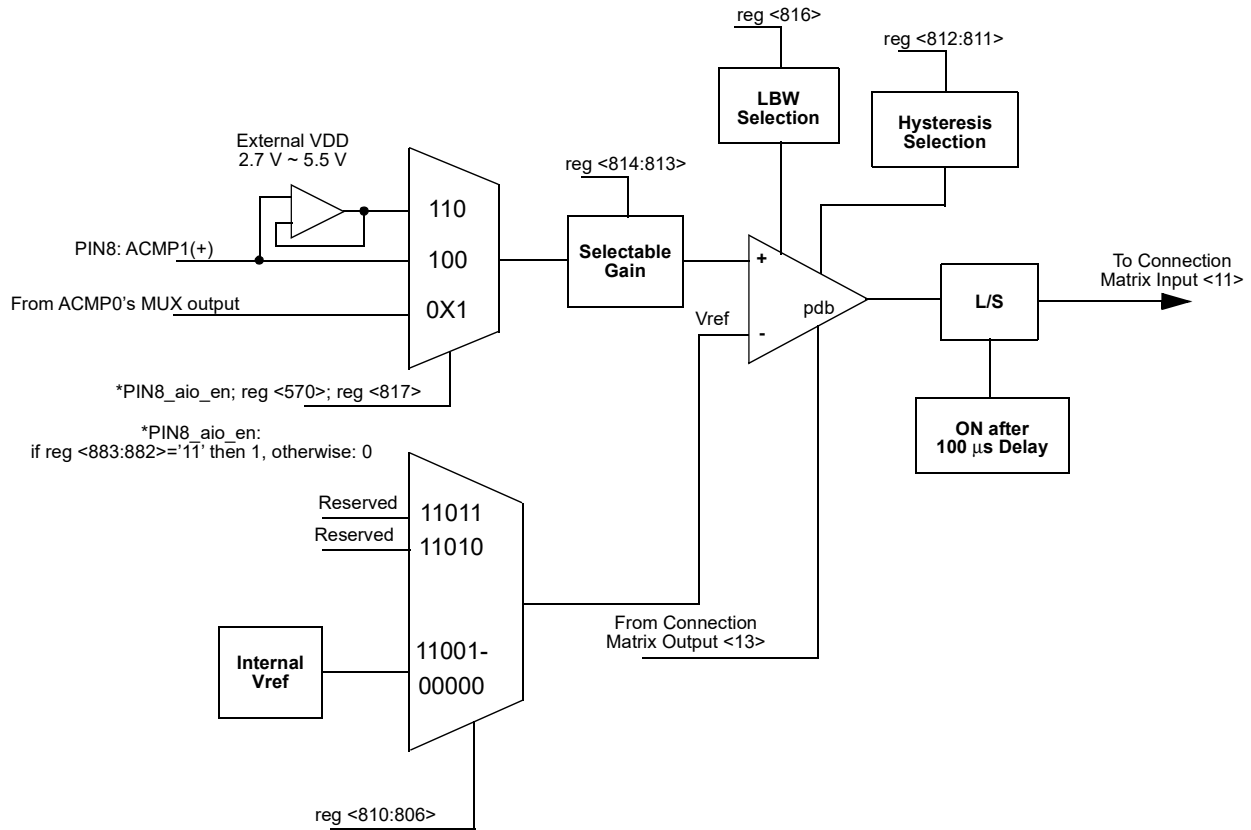 reg <816>
reg <812:811>
LBW
Selection
Hysteresis
Selection
External VDD
2.7 V ~ 5.5 V
reg <814:813>
110
100
0X1
PIN8: ACMP1(+)
From ACMP0's MUX output
Selectable
Gain
+
-
pdb
Vref
L/S
To Connection
Matrix Input <11>
*PIN8_aio_en; reg <570>; reg <817>
*PIN8_aio_en:
if reg <883:882>='11' then 1, otherwise: 0
ON after
100 μs Delay
Reserved
11011
Reserved
11010
11001-
00000
Internal
Vref
From Connection
Matrix Output <13>
reg <810:806>